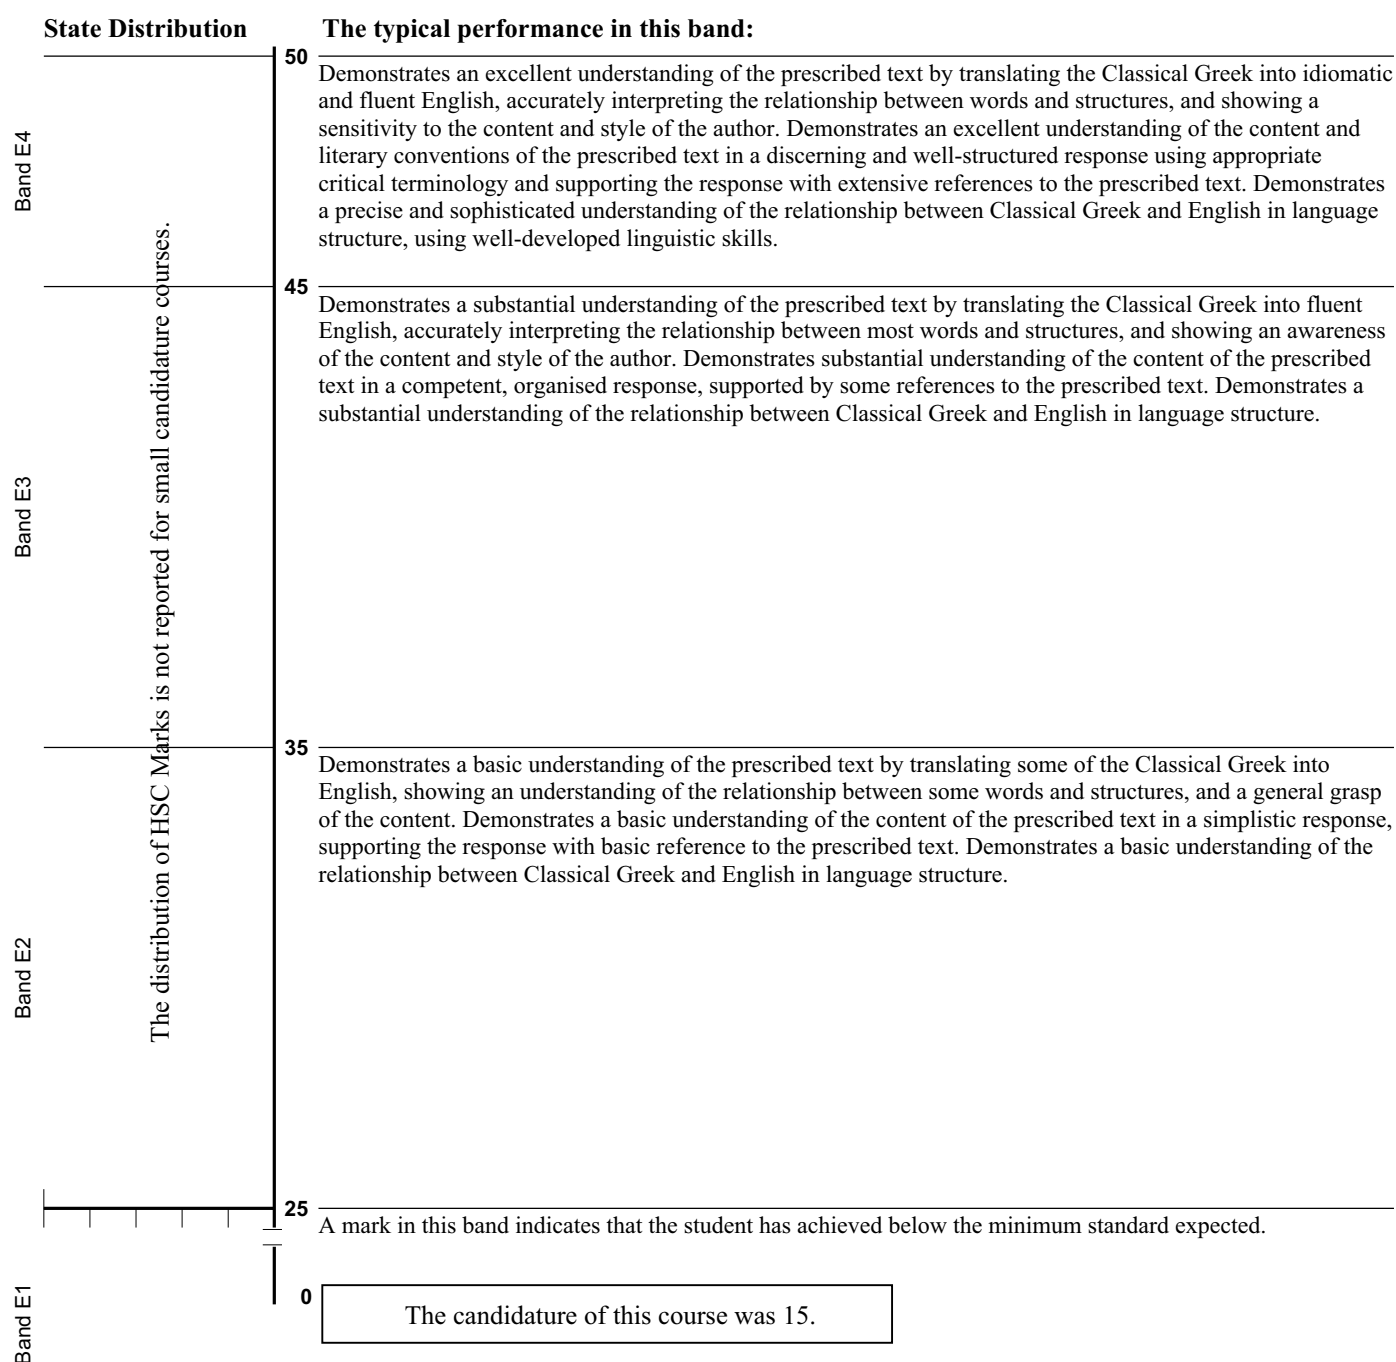 State Distribution
The typical performance in this band:
50
Demonstrates an excellent understanding of the prescribed text by translating the Classical Greek into idiomatic
and fluent English, accurately interpreting the relationship between words and structures, and showing a
sensitivity to the content and style of the author. Demonstrates an excellent understanding of the content and
literary conventions of the prescribed text in a discerning and well-structured response using appropriate
critical terminology and supporting the response with extensive references to the prescribed text. Demonstrates
a precise and sophisticated understanding of the relationship between Classical Greek and English in language
structure, using well-developed linguistic skills.
Band E4
45
Demonstrates a substantial understanding of the prescribed text by translating the Classical Greek into fluent
English, accurately interpreting the relationship between most words and structures, and showing an awareness
of the content and style of the author. Demonstrates substantial understanding of the content of the prescribed
text in a competent, organised response, supported by some references to the prescribed text. Demonstrates a
substantial understanding of the relationship between Classical Greek and English in language structure.
Band E3
The distribution of HSC Marks is not reported for small candidature courses.
35
Demonstrates a basic understanding of the prescribed text by translating some of the Classical Greek into
English, showing an understanding of the relationship between some words and structures, and a general grasp
of the content. Demonstrates a basic understanding of the content of the prescribed text in a simplistic response,
supporting the response with basic reference to the prescribed text. Demonstrates a basic understanding of the
relationship between Classical Greek and English in language structure.
Band E2
25
A mark in this band indicates that the student has achieved below the minimum standard expected.
0
The candidature of this course was 15.
Band E1